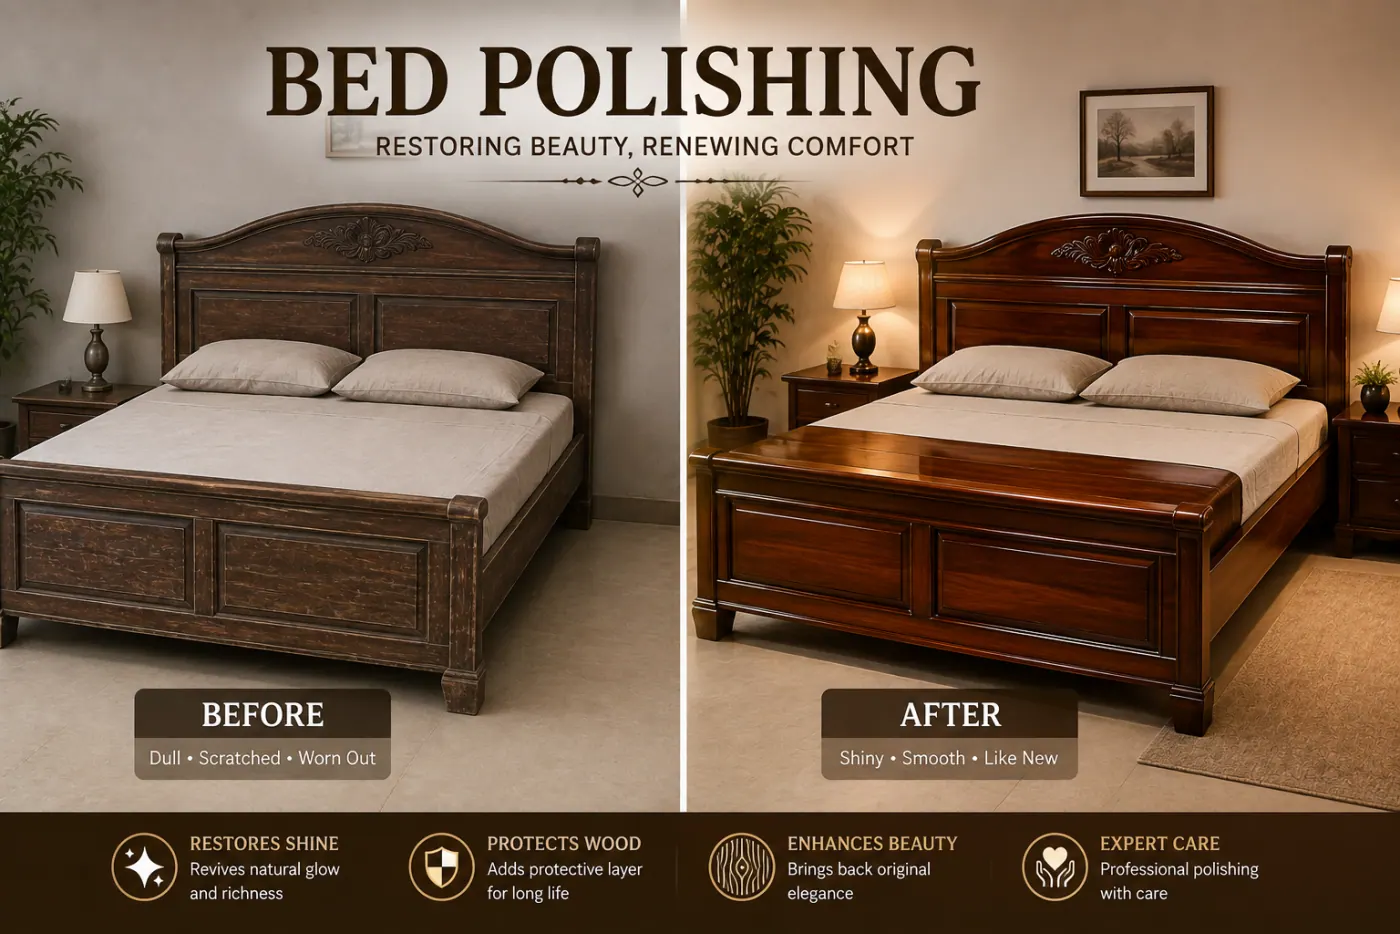 BED POLISHING
RESTORING BEAUTY, RENEWING COMFORT
BEFORE
Dull • Scratched • Worn Out
AFTER
Shiny • Smooth • Like New
RESTORES SHINE
Revives natural glow
and richness
PROTECTS WOOD
Adds protective layer
for long life
ENHANCES BEAUTY
Brings back original
elegance
EXPERT CARE
Professional polishing
with care